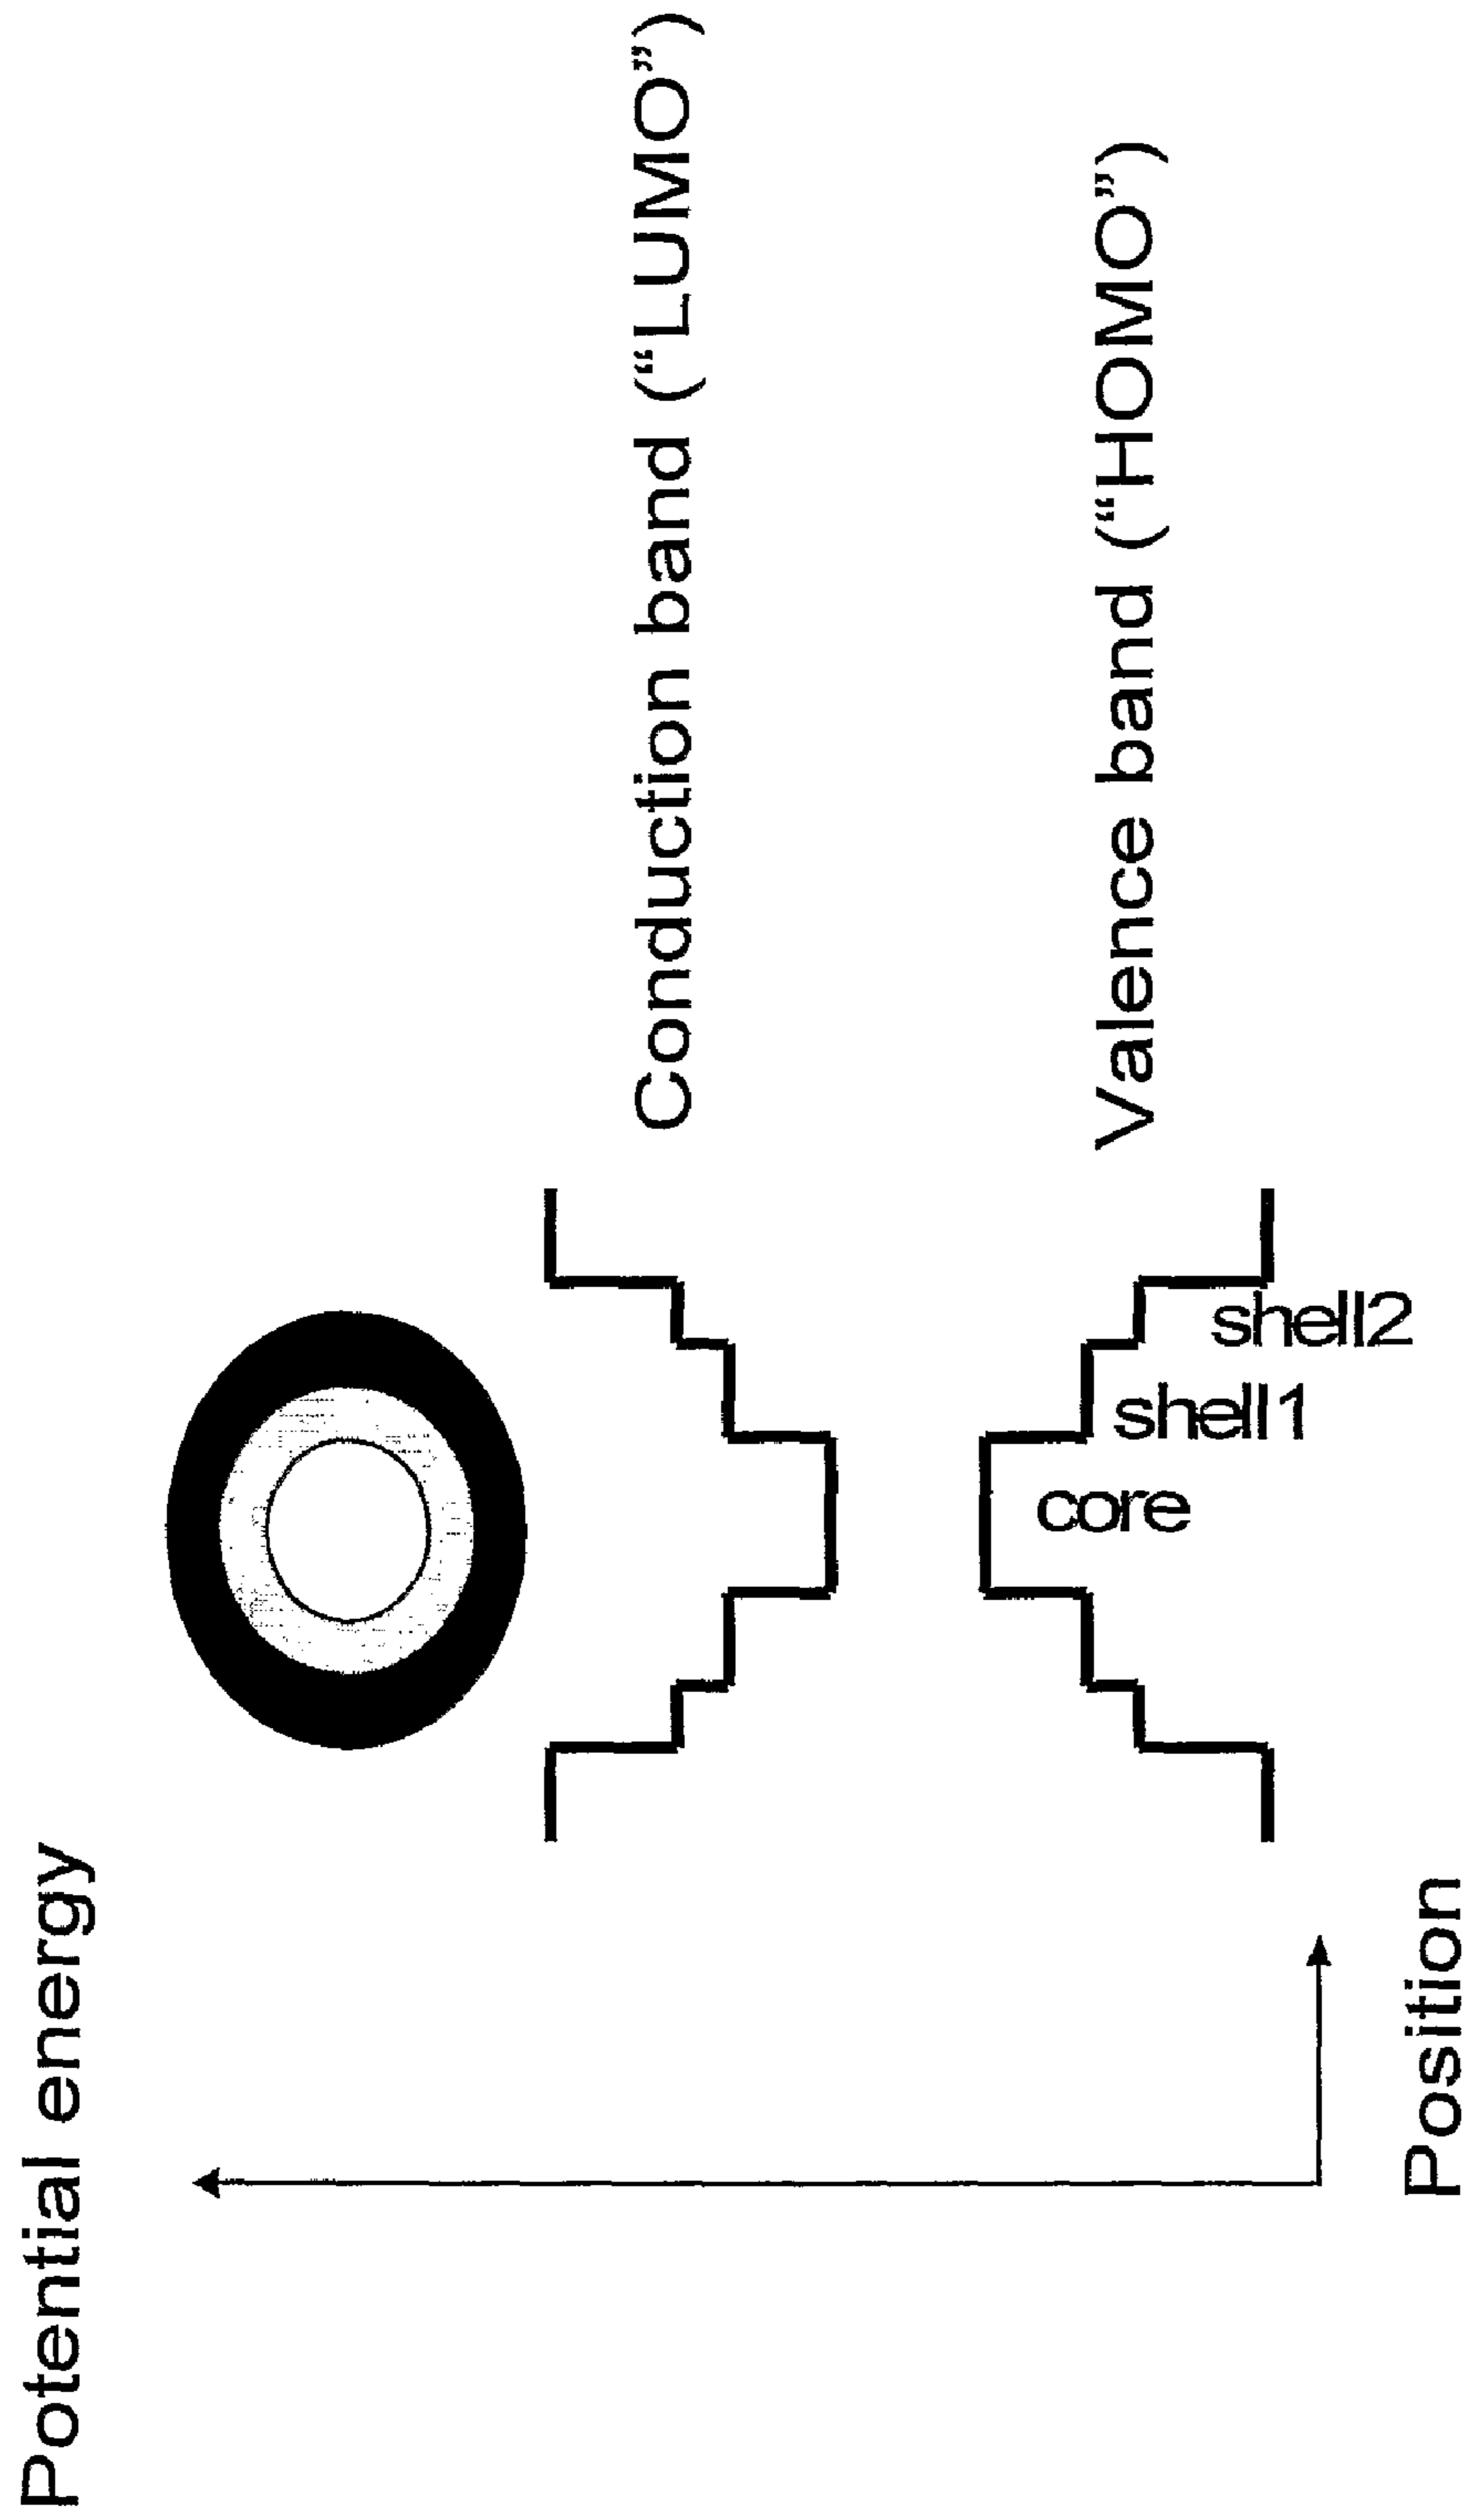 Potential energy
Conduction band (“LUMO”)
Valence band (“HOMO”)
shell2
shell1
core
Position